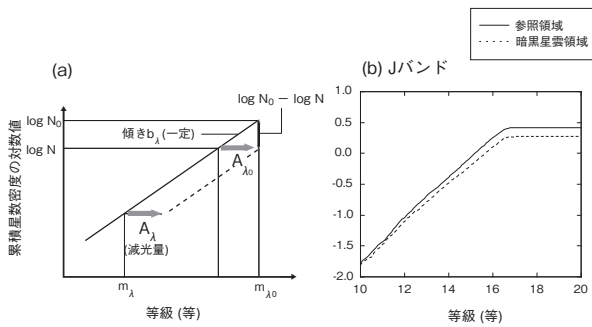 参照領域
暗黒星雲領域
(a)
log N₀ − log N
log N₀
傾きb_λ (一定)
log N
A_λ0
A_λ
(減光量)
累積星数密度の対数値
m_λ
m_λ0
等級 (等)
(b) Jバンド
1.0
0.5
0.0
-0.5
-1.0
-1.5
-2.0
10 12 14 16 18 20
等級 (等)